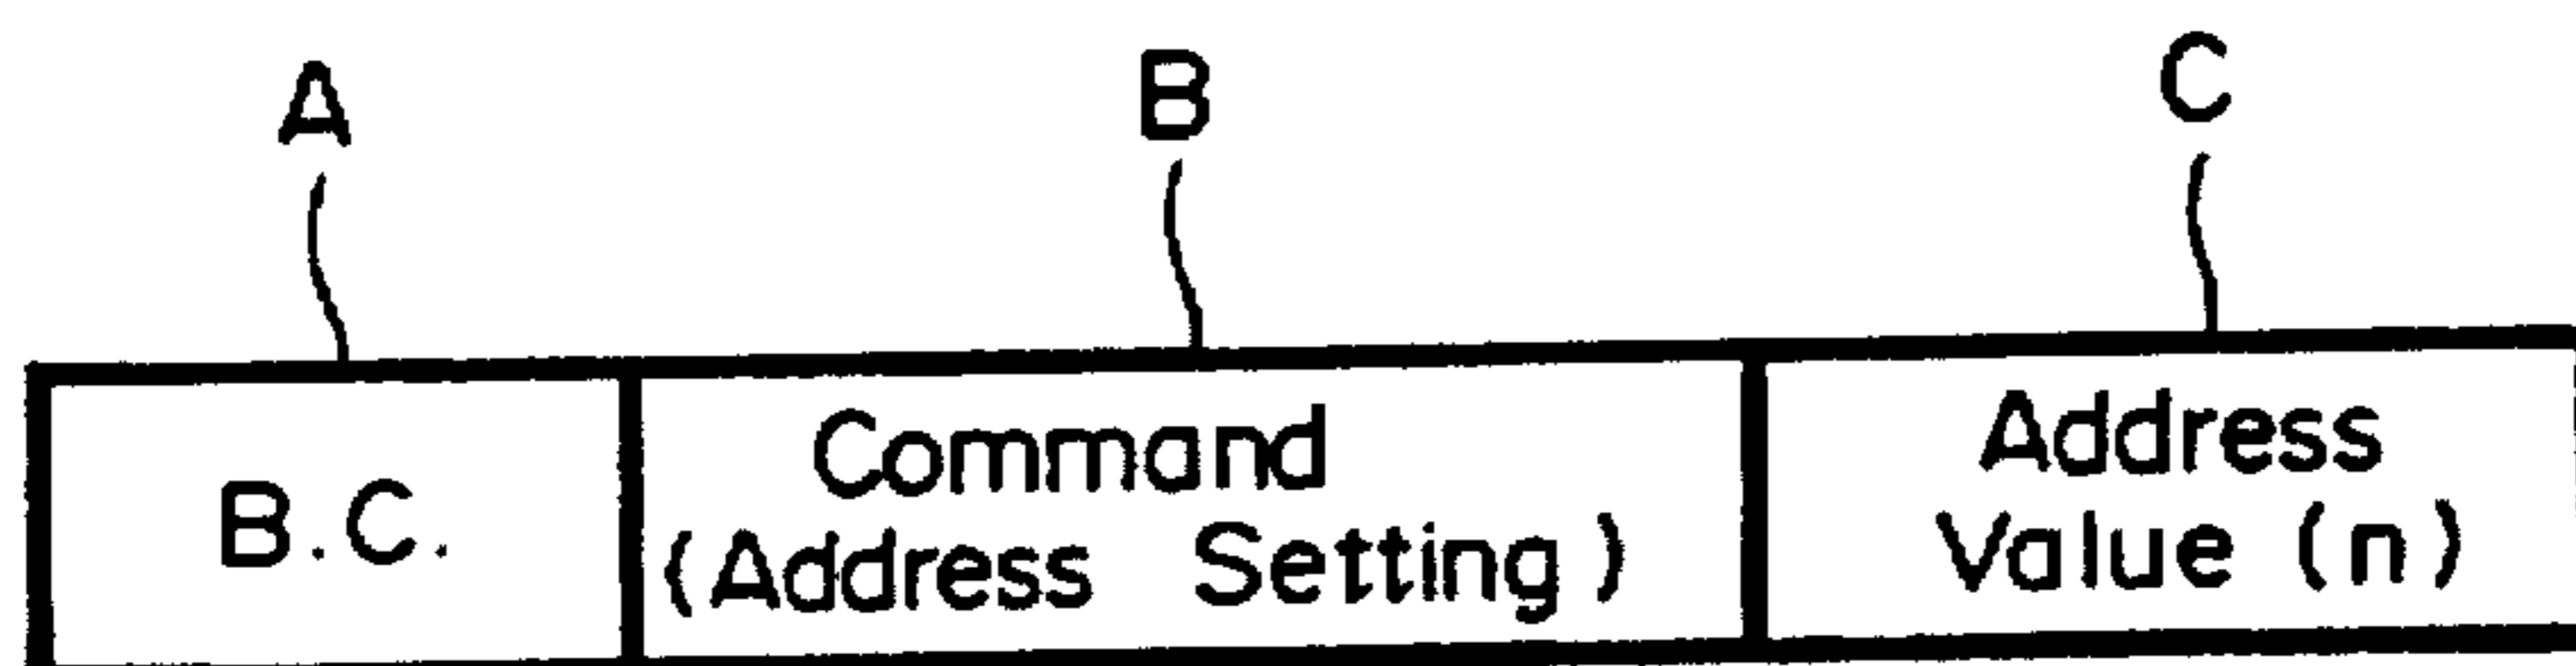 A
B
C
B.C.
Command
(Address Setting)
Address
Value (n)